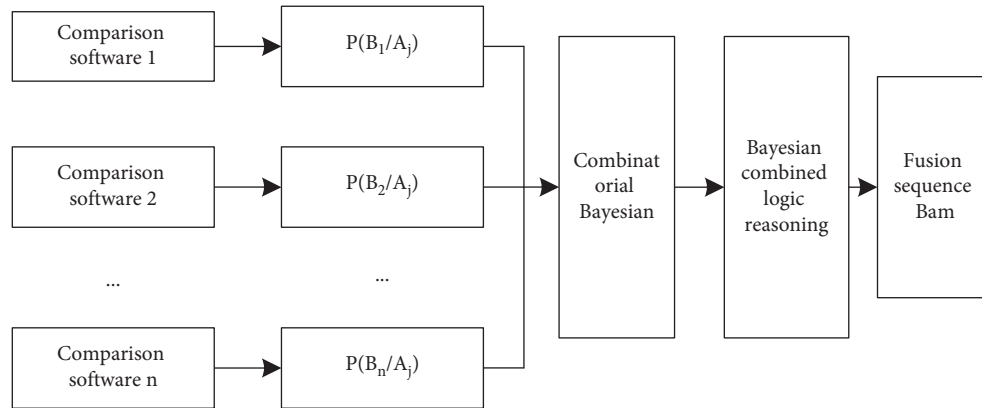 Comparison
software 1
P(B₁/Aⱼ)
Comparison
software 2
P(B₂/Aⱼ)
...
...
Comparison
software n
P(Bₙ/Aⱼ)
Combinat
orial
Bayesian
Bayesian
combined
logic
reasoning
Fusion
sequence
Bam